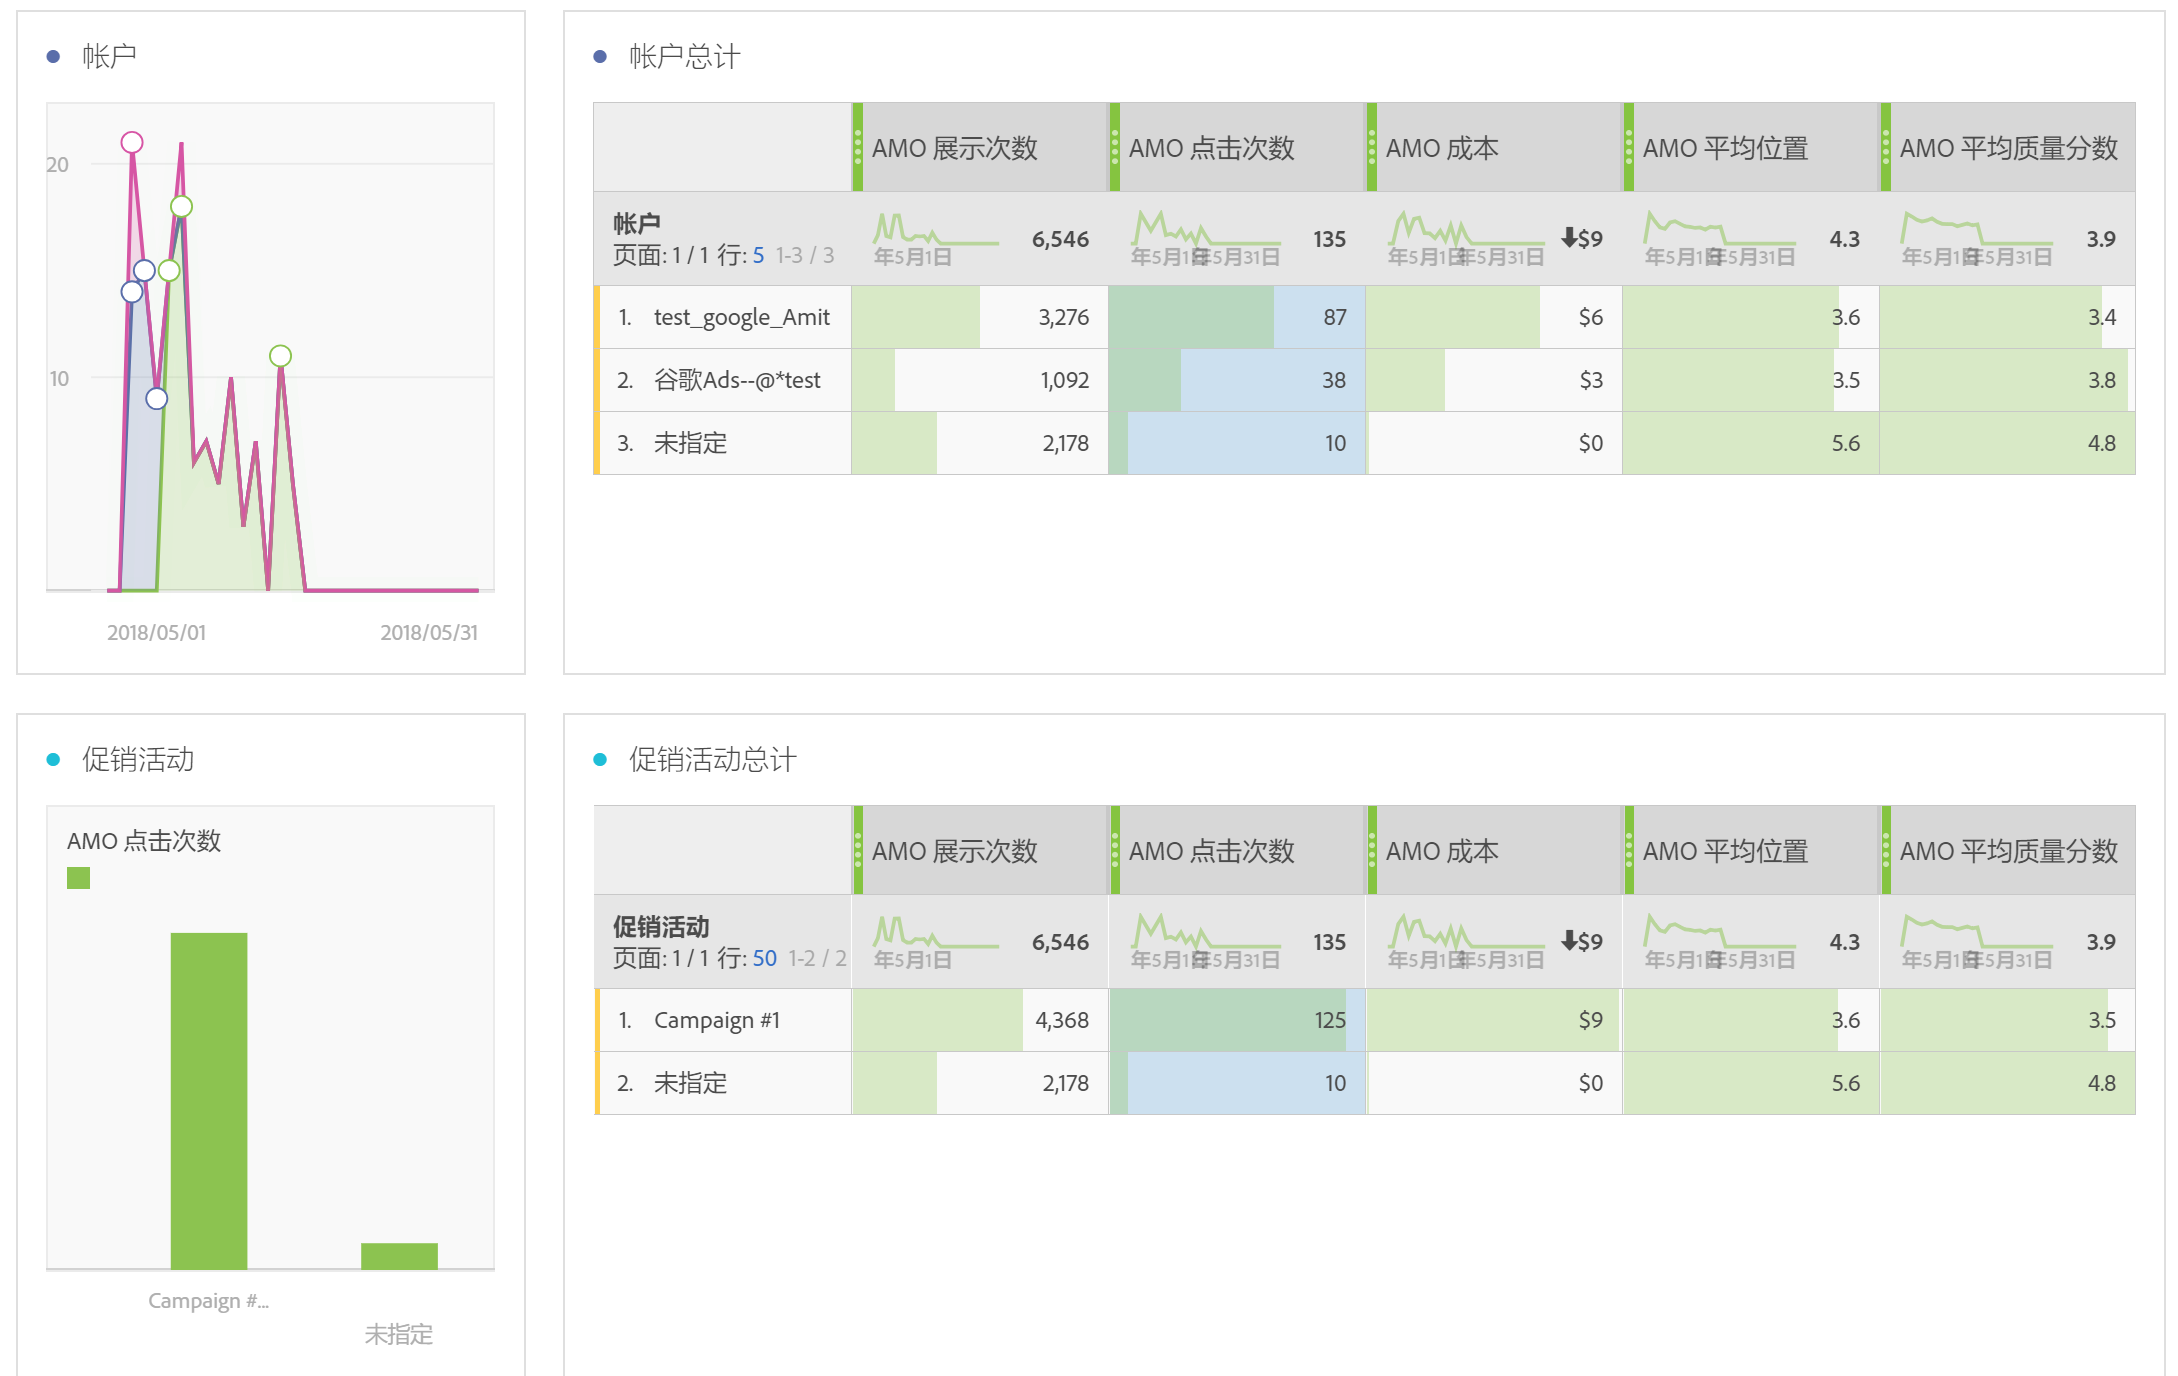 帐户
20
10
2018/05/01 2018/05/31
帐户总计
AMO 展示次数 AMO 点击次数 AMO 成本 AMO 平均位置 AMO 平均质量分数
帐户
页面: 1 / 1 行: 5 1-3 / 3
年5月1日 6,546 年5月1日 年5月31日 135 年5月1日 年5月31日 $9 年5月1日 年5月31日 4.3 年5月1日 年5月31日 3.9
1. test_google_Amit 3,276 87 $6 3.6 3.4
2. 谷歌Ads--@*test 1,092 38 $3 3.5 3.8
3. 未指定 2,178 10 $0 5.6 4.8
促销活动
AMO 点击次数
Campaign #...
未指定
促销活动总计
AMO 展示次数 AMO 点击次数 AMO 成本 AMO 平均位置 AMO 平均质量分数
促销活动
页面: 1 / 1 行: 50 1-2 / 2
年5月1日 6,546 年5月1日 年5月31日 135 年5月1日 年5月31日 $9 年5月1日 年5月31日 4.3 年5月1日 年5月31日 3.9
1. Campaign #1 4,368 125 $9 3.6 3.5
2. 未指定 2,178 10 $0 5.6 4.8